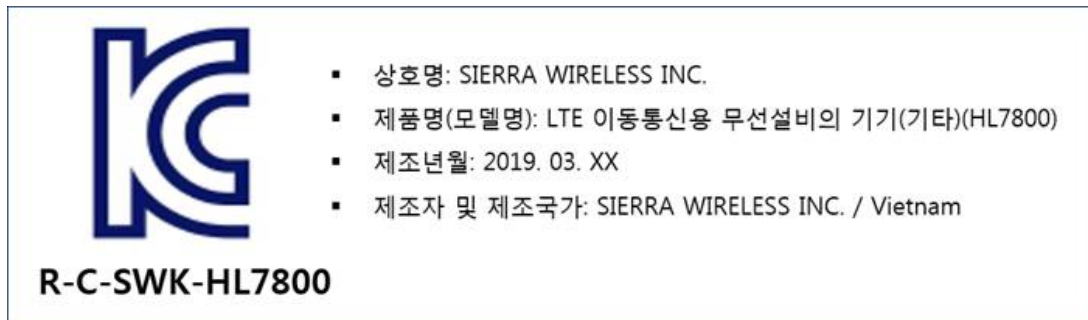 KC
▪ 상호명: SIERRA WIRELESS INC.
▪ 제품명(모델명): LTE 이동통신용 무선설비의 기기(기타)(HL7800)
▪ 제조년월: 2019. 03. XX
▪ 제조자 및 제조국가: SIERRA WIRELESS INC. / Vietnam
R-C-SWK-HL7800